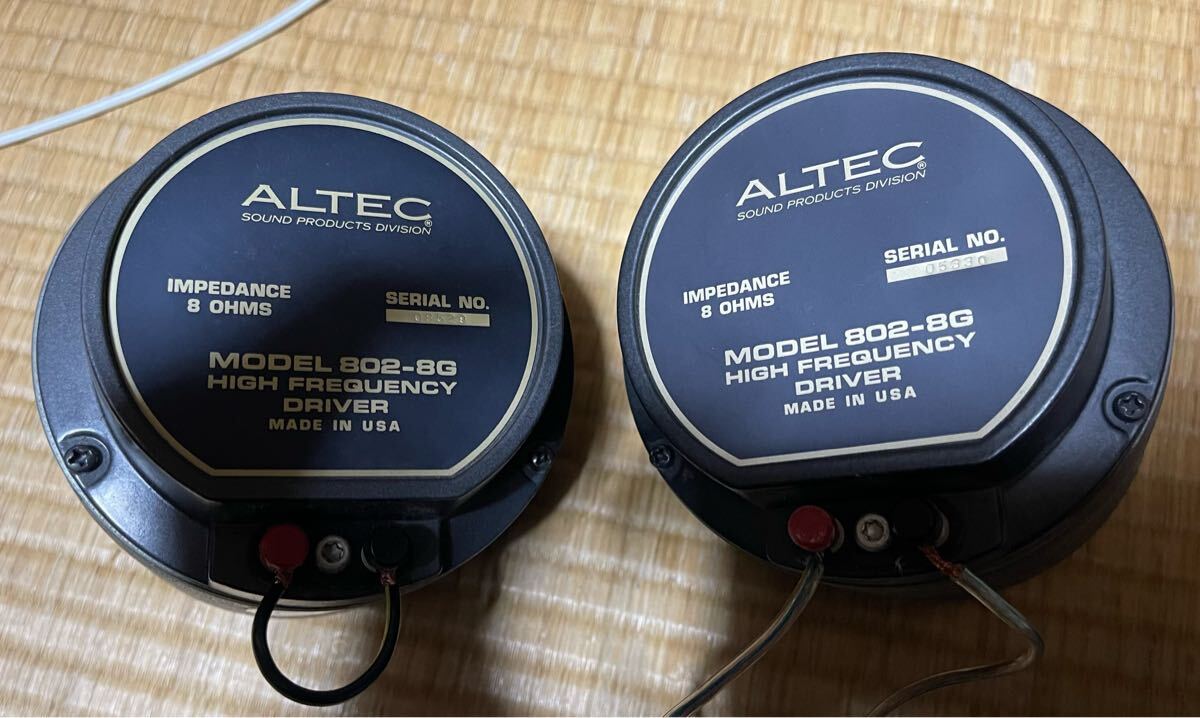 ALTEC®
SOUND PRODUCTS DIVISION
IMPEDANCE
8 OHMS
SERIAL NO.
MODEL 802-8G
HIGH FREQUENCY
DRIVER
MADE IN USA
ALTEC®
SOUND PRODUCTS DIVISION
SERIAL NO.
IMPEDANCE
8 OHMS
MODEL 802-8G
HIGH FREQUENCY
DRIVER
MADE IN USA